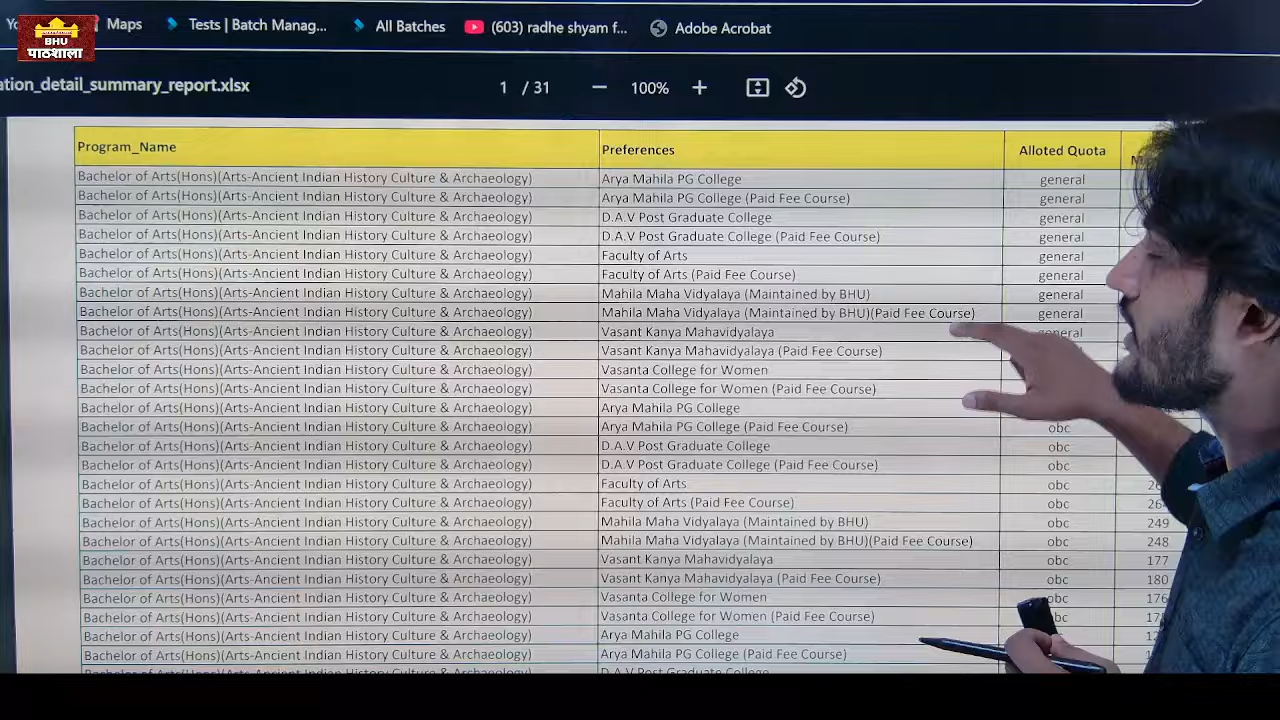 Maps Tests | Batch Manag... All Batches (603) radhe shyam f... Adobe Acrobat
BHU
पाठशाला
ation_detail_summary_report.xlsx 1 / 31 − 100% +
Program_Name Preferences Alloted Quota
Bachelor of Arts(Hons)(Arts-Ancient Indian History Culture & Archaeology) Arya Mahila PG College general
Bachelor of Arts(Hons)(Arts-Ancient Indian History Culture & Archaeology) Arya Mahila PG College (Paid Fee Course) general
Bachelor of Arts(Hons)(Arts-Ancient Indian History Culture & Archaeology) D.A.V Post Graduate College general
Bachelor of Arts(Hons)(Arts-Ancient Indian History Culture & Archaeology) D.A.V Post Graduate College (Paid Fee Course) general
Bachelor of Arts(Hons)(Arts-Ancient Indian History Culture & Archaeology) Faculty of Arts general
Bachelor of Arts(Hons)(Arts-Ancient Indian History Culture & Archaeology) Faculty of Arts (Paid Fee Course) general
Bachelor of Arts(Hons)(Arts-Ancient Indian History Culture & Archaeology) Mahila Maha Vidyalaya (Maintained by BHU) general
Bachelor of Arts(Hons)(Arts-Ancient Indian History Culture & Archaeology) Mahila Maha Vidyalaya (Maintained by BHU)(Paid Fee Course) general
Bachelor of Arts(Hons)(Arts-Ancient Indian History Culture & Archaeology) Vasant Kanya Mahavidyalaya general
Bachelor of Arts(Hons)(Arts-Ancient Indian History Culture & Archaeology) Vasant Kanya Mahavidyalaya (Paid Fee Course)
Bachelor of Arts(Hons)(Arts-Ancient Indian History Culture & Archaeology) Vasanta College for Women
Bachelor of Arts(Hons)(Arts-Ancient Indian History Culture & Archaeology) Vasanta College for Women (Paid Fee Course)
Bachelor of Arts(Hons)(Arts-Ancient Indian History Culture & Archaeology) Arya Mahila PG College
Bachelor of Arts(Hons)(Arts-Ancient Indian History Culture & Archaeology) Arya Mahila PG College (Paid Fee Course) obc
Bachelor of Arts(Hons)(Arts-Ancient Indian History Culture & Archaeology) D.A.V Post Graduate College obc
Bachelor of Arts(Hons)(Arts-Ancient Indian History Culture & Archaeology) D.A.V Post Graduate College (Paid Fee Course) obc
Bachelor of Arts(Hons)(Arts-Ancient Indian History Culture & Archaeology) Faculty of Arts obc
Bachelor of Arts(Hons)(Arts-Ancient Indian History Culture & Archaeology) Faculty of Arts (Paid Fee Course) obc
Bachelor of Arts(Hons)(Arts-Ancient Indian History Culture & Archaeology) Mahila Maha Vidyalaya (Maintained by BHU) obc 249
Bachelor of Arts(Hons)(Arts-Ancient Indian History Culture & Archaeology) Mahila Maha Vidyalaya (Maintained by BHU)(Paid Fee Course) obc 248
Bachelor of Arts(Hons)(Arts-Ancient Indian History Culture & Archaeology) Vasant Kanya Mahavidyalaya obc 177
Bachelor of Arts(Hons)(Arts-Ancient Indian History Culture & Archaeology) Vasant Kanya Mahavidyalaya (Paid Fee Course) obc 180
Bachelor of Arts(Hons)(Arts-Ancient Indian History Culture & Archaeology) Vasanta College for Women obc 176
Bachelor of Arts(Hons)(Arts-Ancient Indian History Culture & Archaeology) Vasanta College for Women (Paid Fee Course) obc
Bachelor of Arts(Hons)(Arts-Ancient Indian History Culture & Archaeology) Arya Mahila PG College
Bachelor of Arts(Hons)(Arts-Ancient Indian History Culture & Archaeology) Arya Mahila PG College (Paid Fee Course)
Bachelor of Arts(Hons)(Arts-Ancient Indian History Culture & Archaeology) D.A.V Post Graduate College